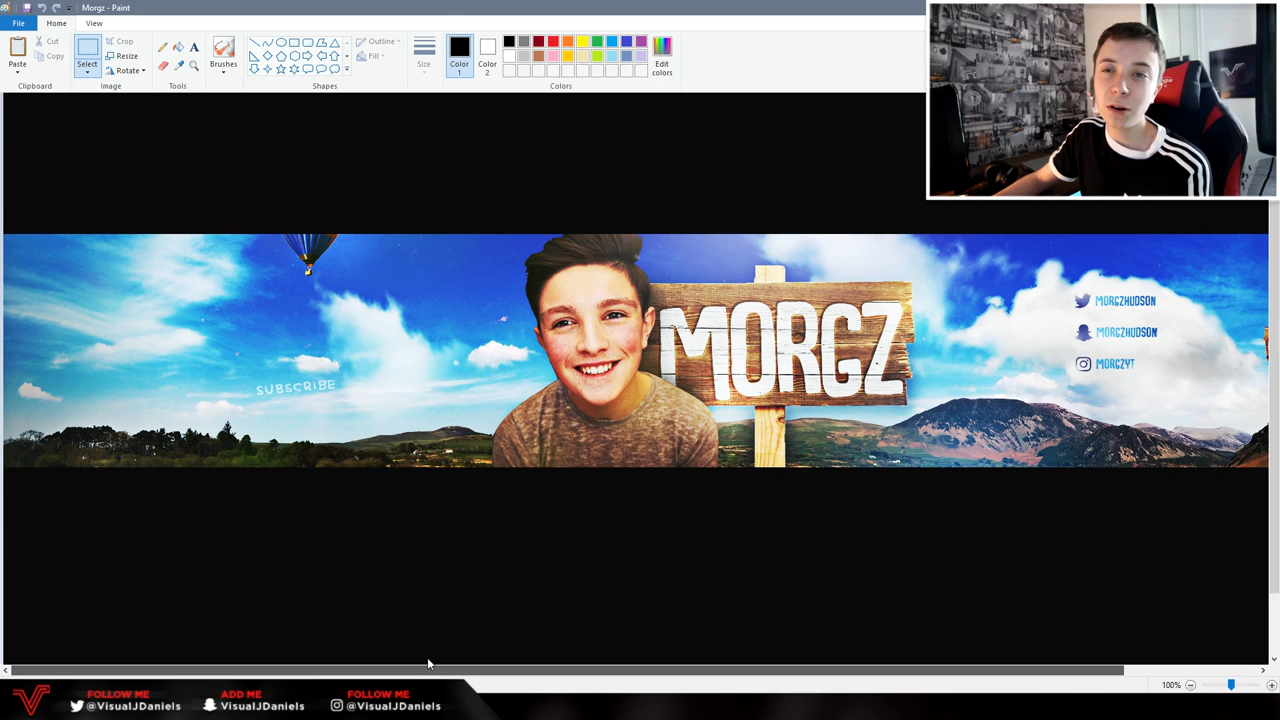 Morgz - Paint
File
Home
View
Paste
Cut
Copy
Clipboard
Select
Crop
Resize
Rotate
Image
A
Tools
Brushes
Shapes
Outline
Fill
Size
Color
1
Color
2
Edit
colors
Colors
MORGZ
SUBSCRIBE
MORGZHUDSON
MORGZHUDSON
MORGZYT
100%
FOLLOW ME
@VisualJDaniels
ADD ME
VisualJDaniels
FOLLOW ME
@VisualJDaniels